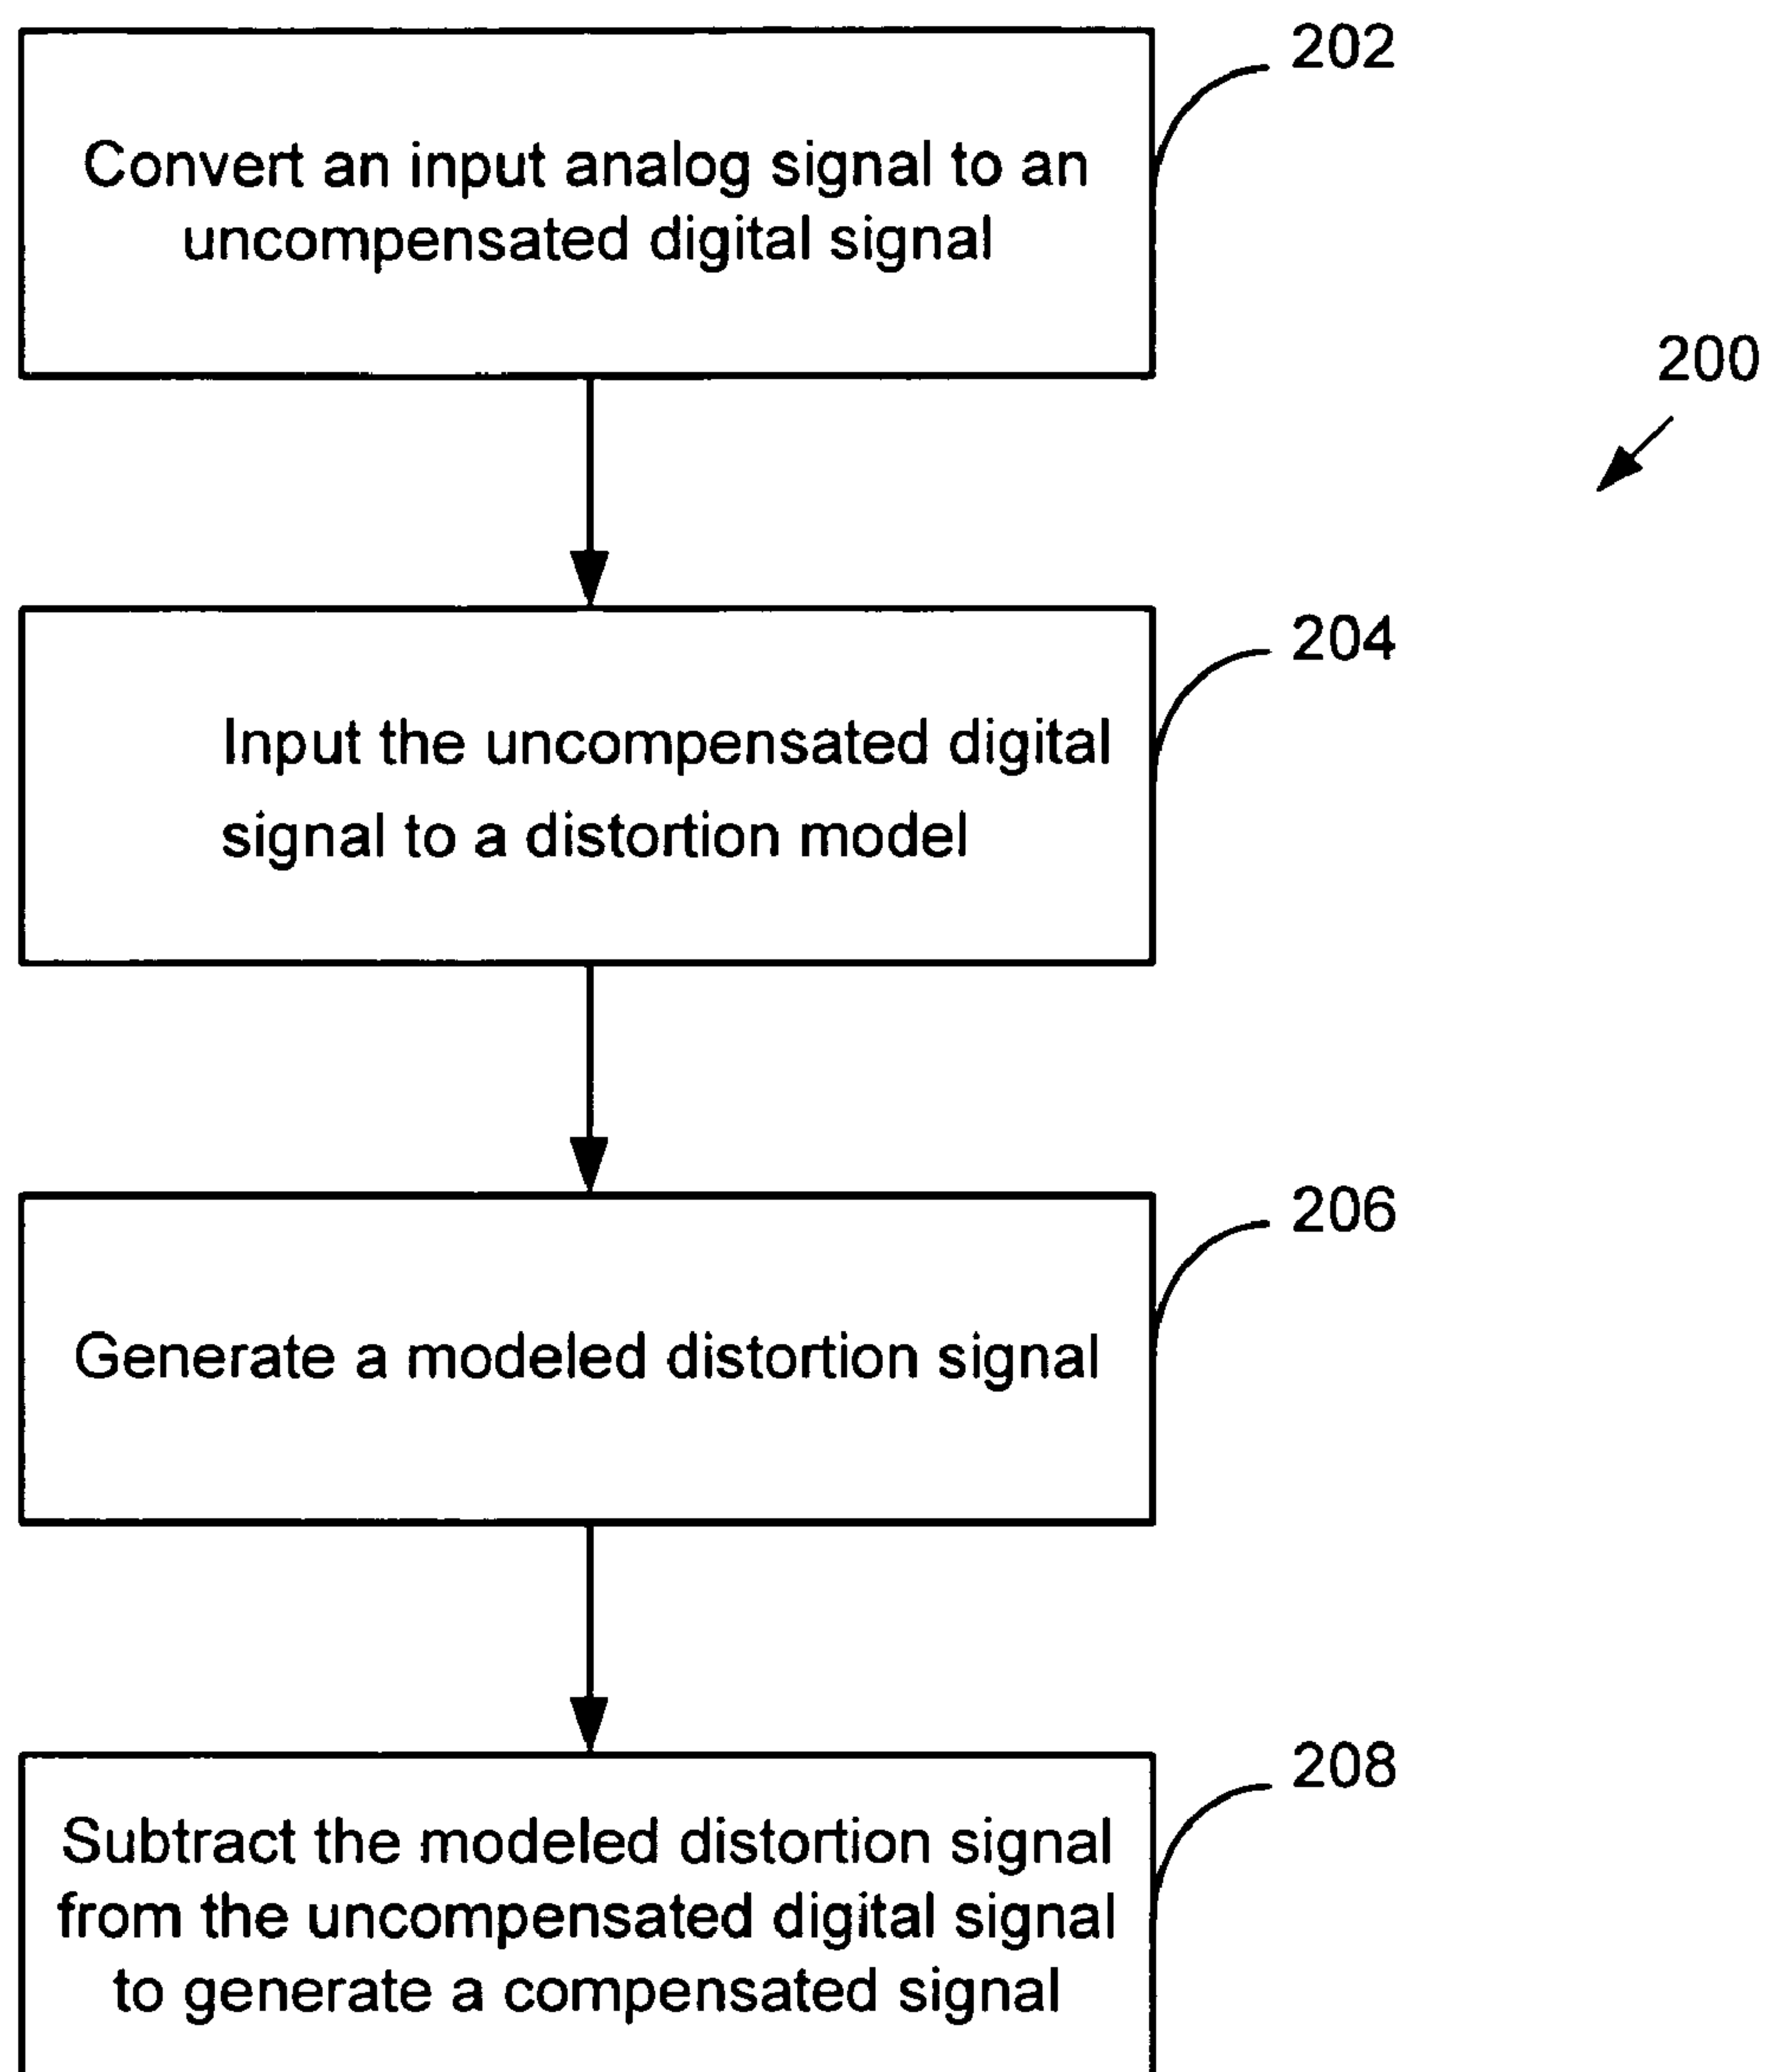 202
Convert an input analog signal to an
uncompensated digital signal
200
204
Input the uncompensated digital
signal to a distortion model
206
Generate a modeled distortion signal
208
Subtract the modeled distortion signal
from the uncompensated digital signal
to generate a compensated signal